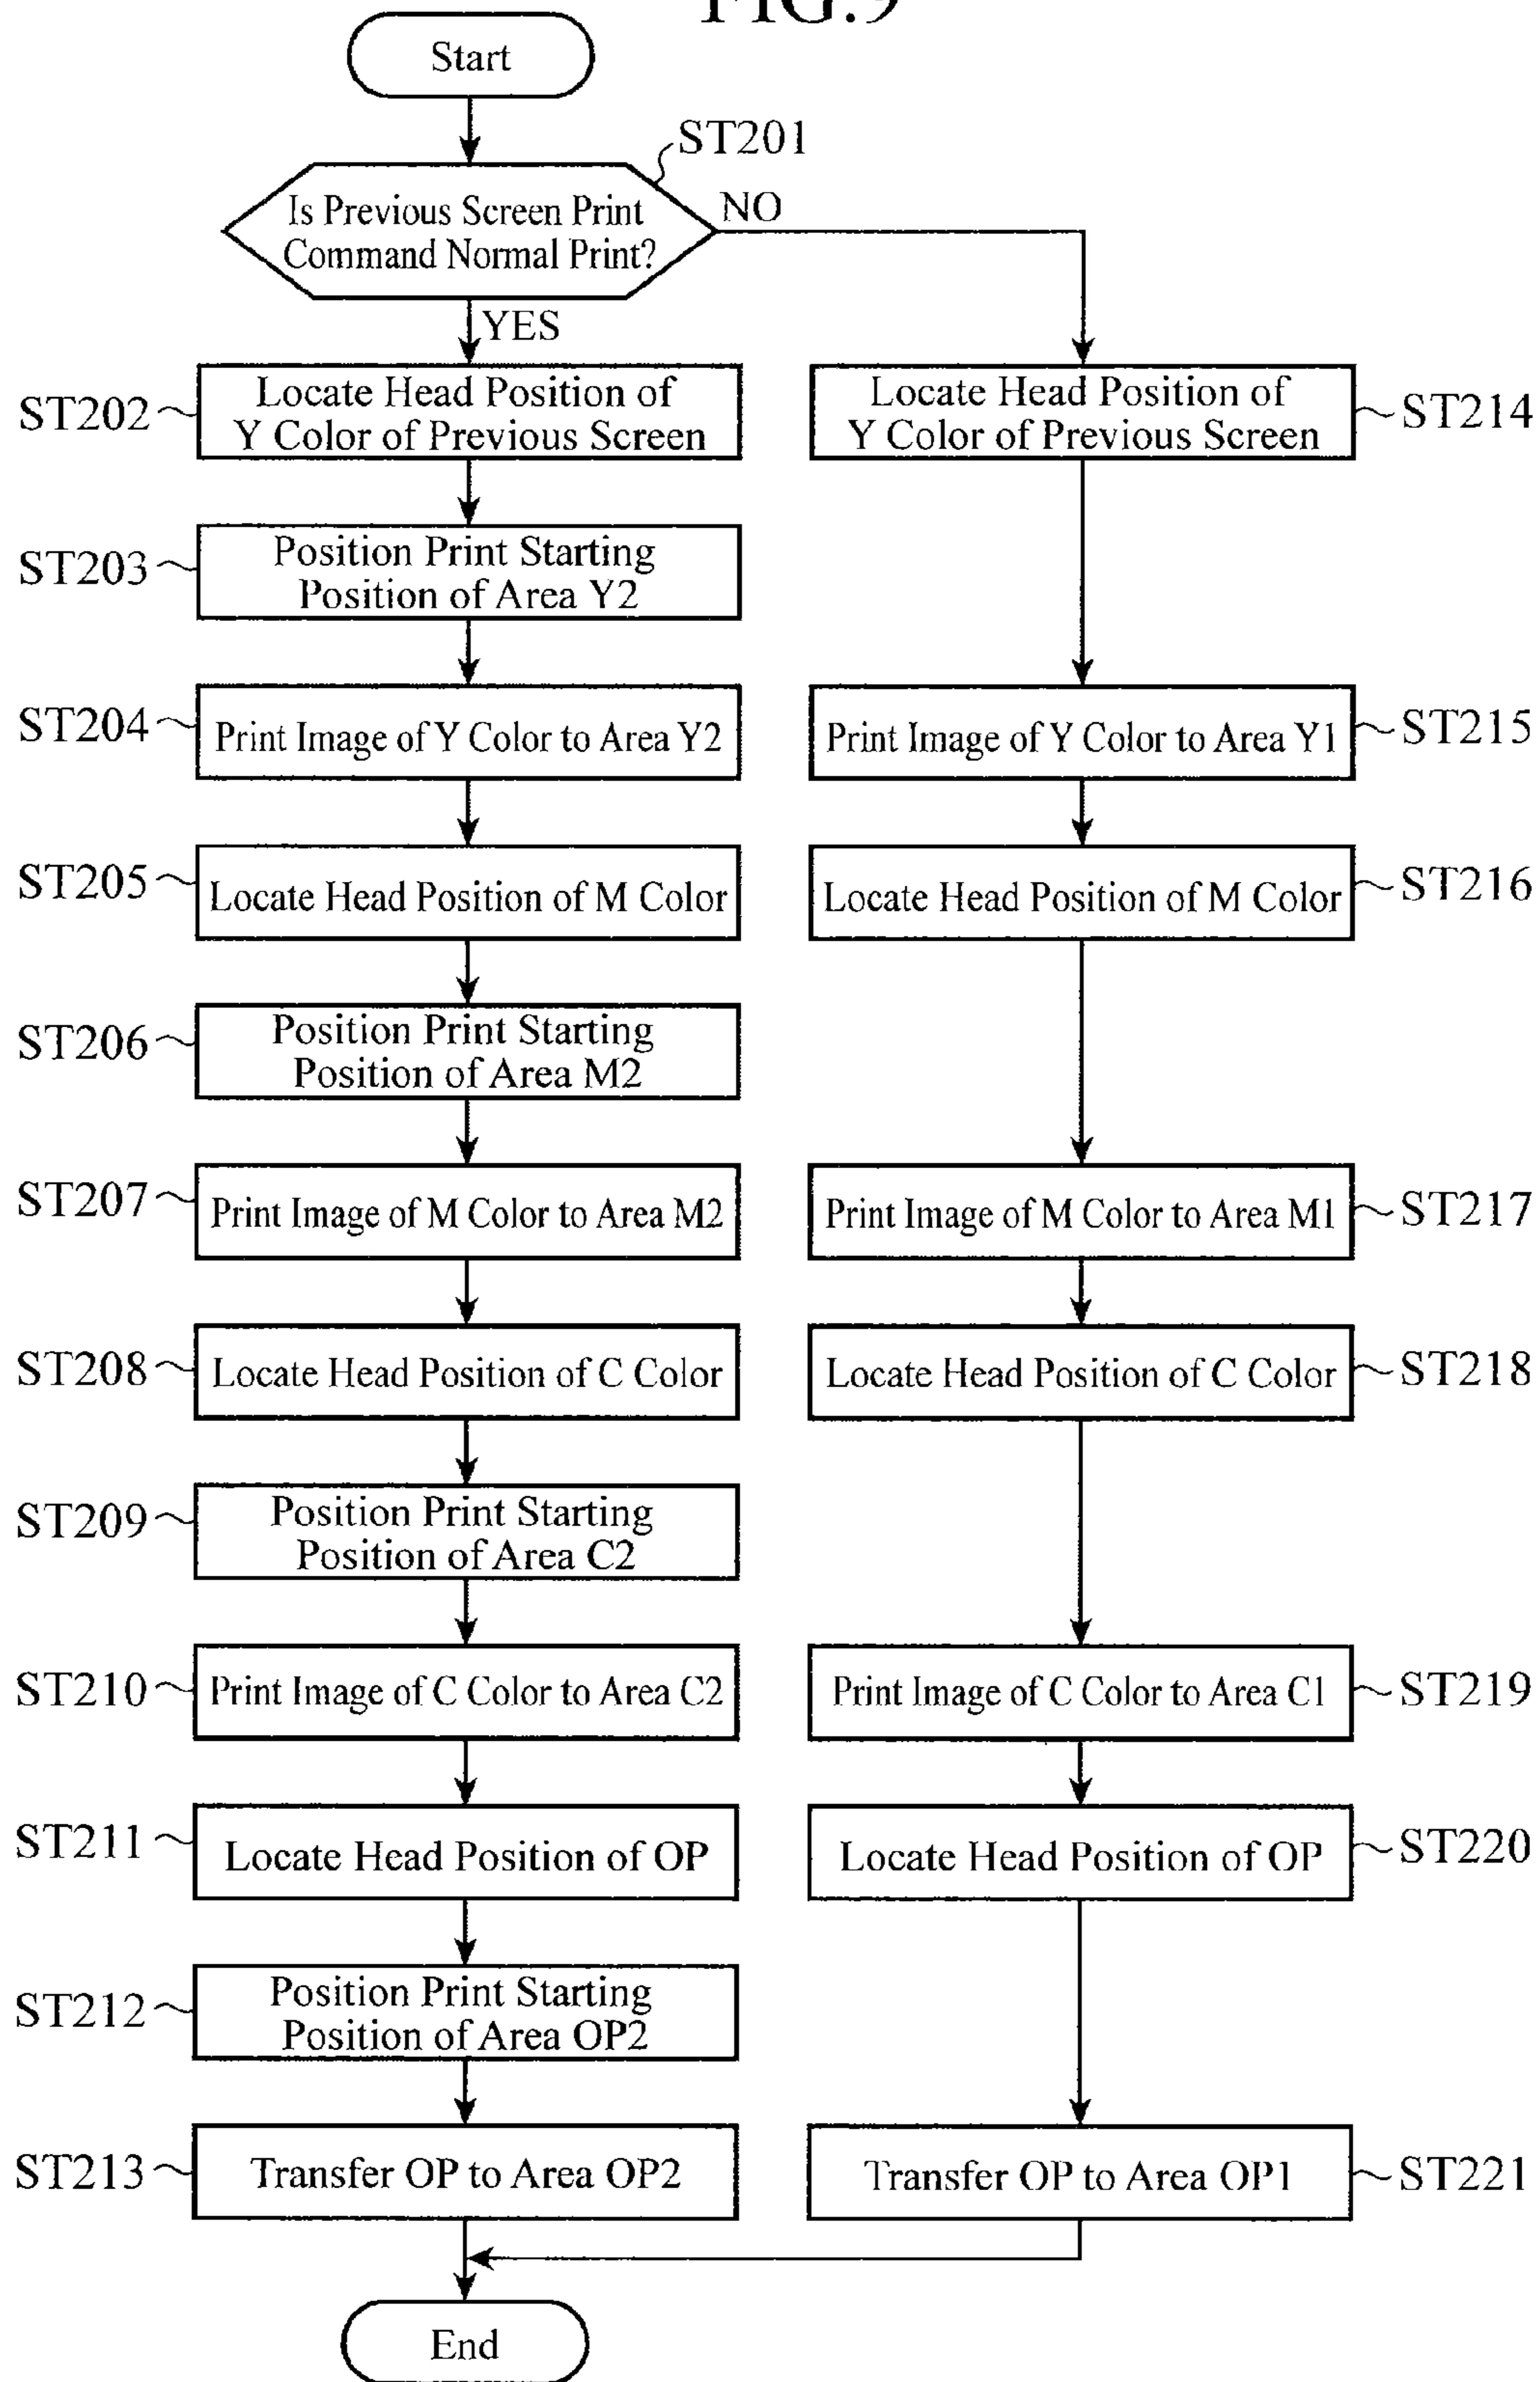 FIG.9
Start
ST201
Is Previous Screen Print
Command Normal Print?
NO
YES
ST202
Locate Head Position of
Y Color of Previous Screen
Locate Head Position of
Y Color of Previous Screen
ST214
ST203
Position Print Starting
Position of Area Y2
ST204
Print Image of Y Color to Area Y2
Print Image of Y Color to Area Y1
ST215
ST205
Locate Head Position of M Color
Locate Head Position of M Color
ST216
ST206
Position Print Starting
Position of Area M2
ST207
Print Image of M Color to Area M2
Print Image of M Color to Area M1
ST217
ST208
Locate Head Position of C Color
Locate Head Position of C Color
ST218
ST209
Position Print Starting
Position of Area C2
ST210
Print Image of C Color to Area C2
Print Image of C Color to Area C1
ST219
ST211
Locate Head Position of OP
Locate Head Position of OP
ST220
ST212
Position Print Starting
Position of Area OP2
ST213
Transfer OP to Area OP2
Transfer OP to Area OP1
ST221
End